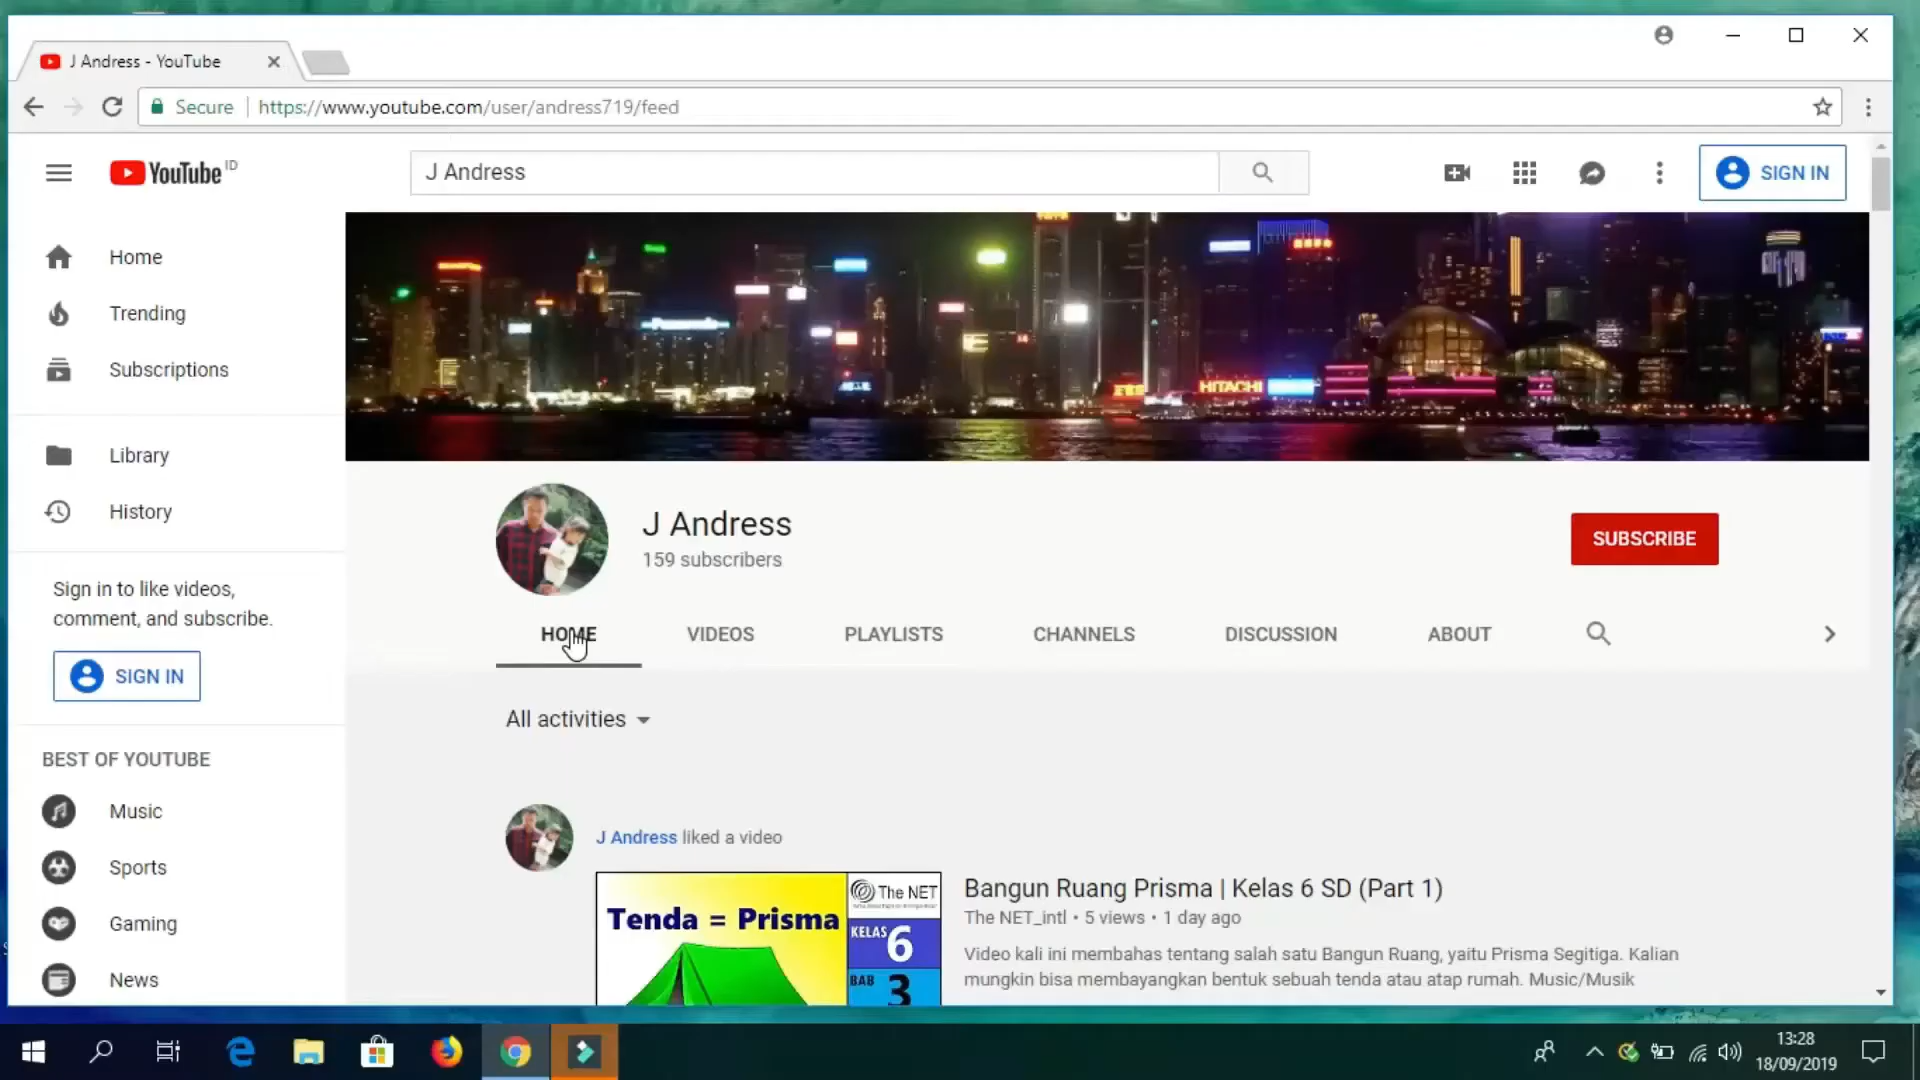 J Andress - YouTube
Secure
https://www.youtube.com/user/andress719/feed
YouTube ID
J Andress
SIGN IN
Home
Trending
Subscriptions
Library
History
Sign in to like videos,
comment, and subscribe.
SIGN IN
BEST OF YOUTUBE
Music
Sports
Gaming
News
HITACHI
J Andress
159 subscribers
SUBSCRIBE
HOME
VIDEOS
PLAYLISTS
CHANNELS
DISCUSSION
ABOUT
All activities
J Andress liked a video
Tenda = Prisma
The NET
KELAS
6
BAB
3
Bangun Ruang Prisma | Kelas 6 SD (Part 1)
The NET_intl • 5 views • 1 day ago
Video kali ini membahas tentang salah satu Bangun Ruang, yaitu Prisma Segitiga. Kalian
mungkin bisa membayangkan bentuk sebuah tenda atau atap rumah. Music/Musik
13:28
18/09/2019